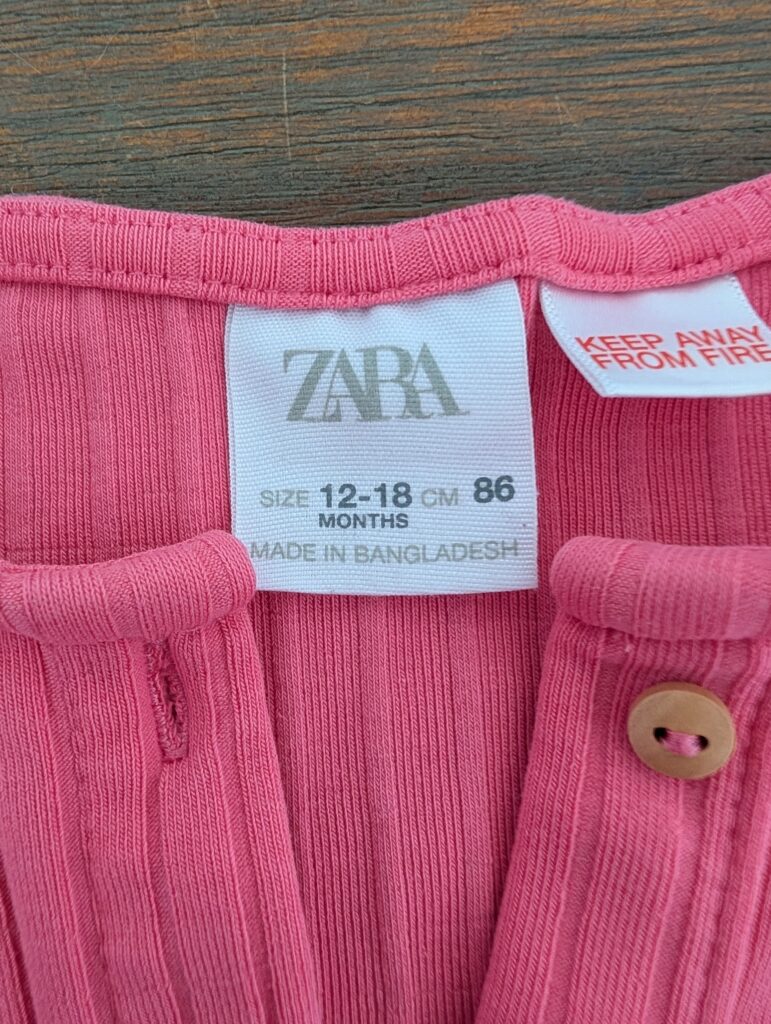 ZARA
SIZE 12-18 CM 86
MONTHS
MADE IN BANGLADESH
KEEP AWAY
FROM FIRE